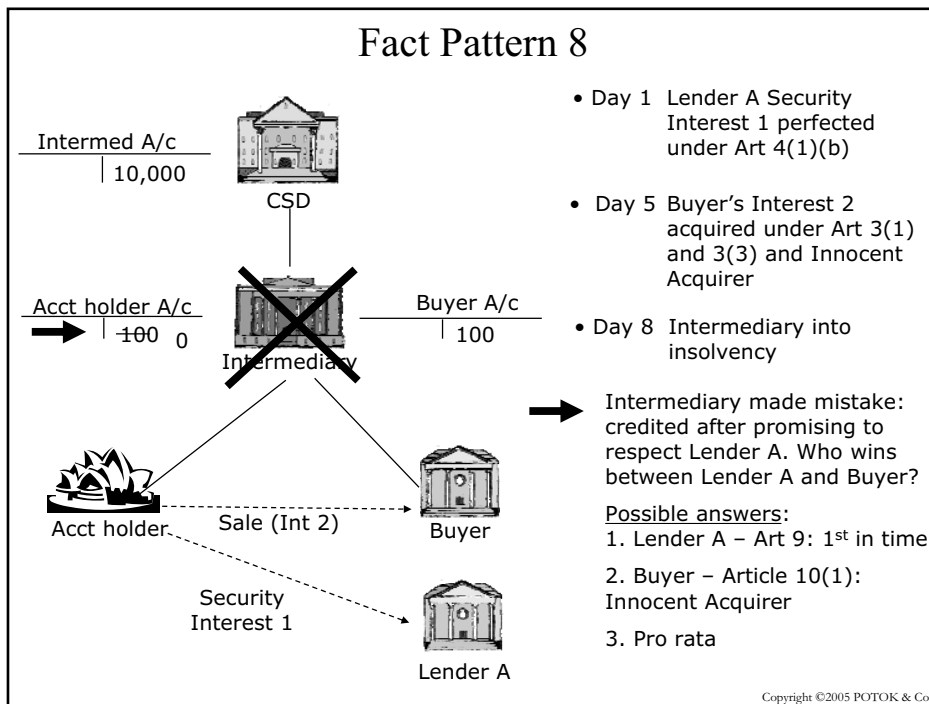 Fact Pattern 8
Intermed A/c
10,000
CSD
Acct holder A/c
100 0
Intermediary
Buyer A/c
100
Acct holder
Sale (Int 2)
Buyer
Security
Interest 1
Lender A
• Day 1 Lender A Security
Interest 1 perfected
under Art 4(1)(b)
• Day 5 Buyer's Interest 2
acquired under Art 3(1)
and 3(3) and Innocent
Acquirer
• Day 8 Intermediary into
insolvency
Intermediary made mistake:
credited after promising to
respect Lender A. Who wins
between Lender A and Buyer?
Possible answers:
1. Lender A – Art 9: 1st in time
2. Buyer – Article 10(1):
Innocent Acquirer
3. Pro rata
Copyright ©2005 POTOK & Co